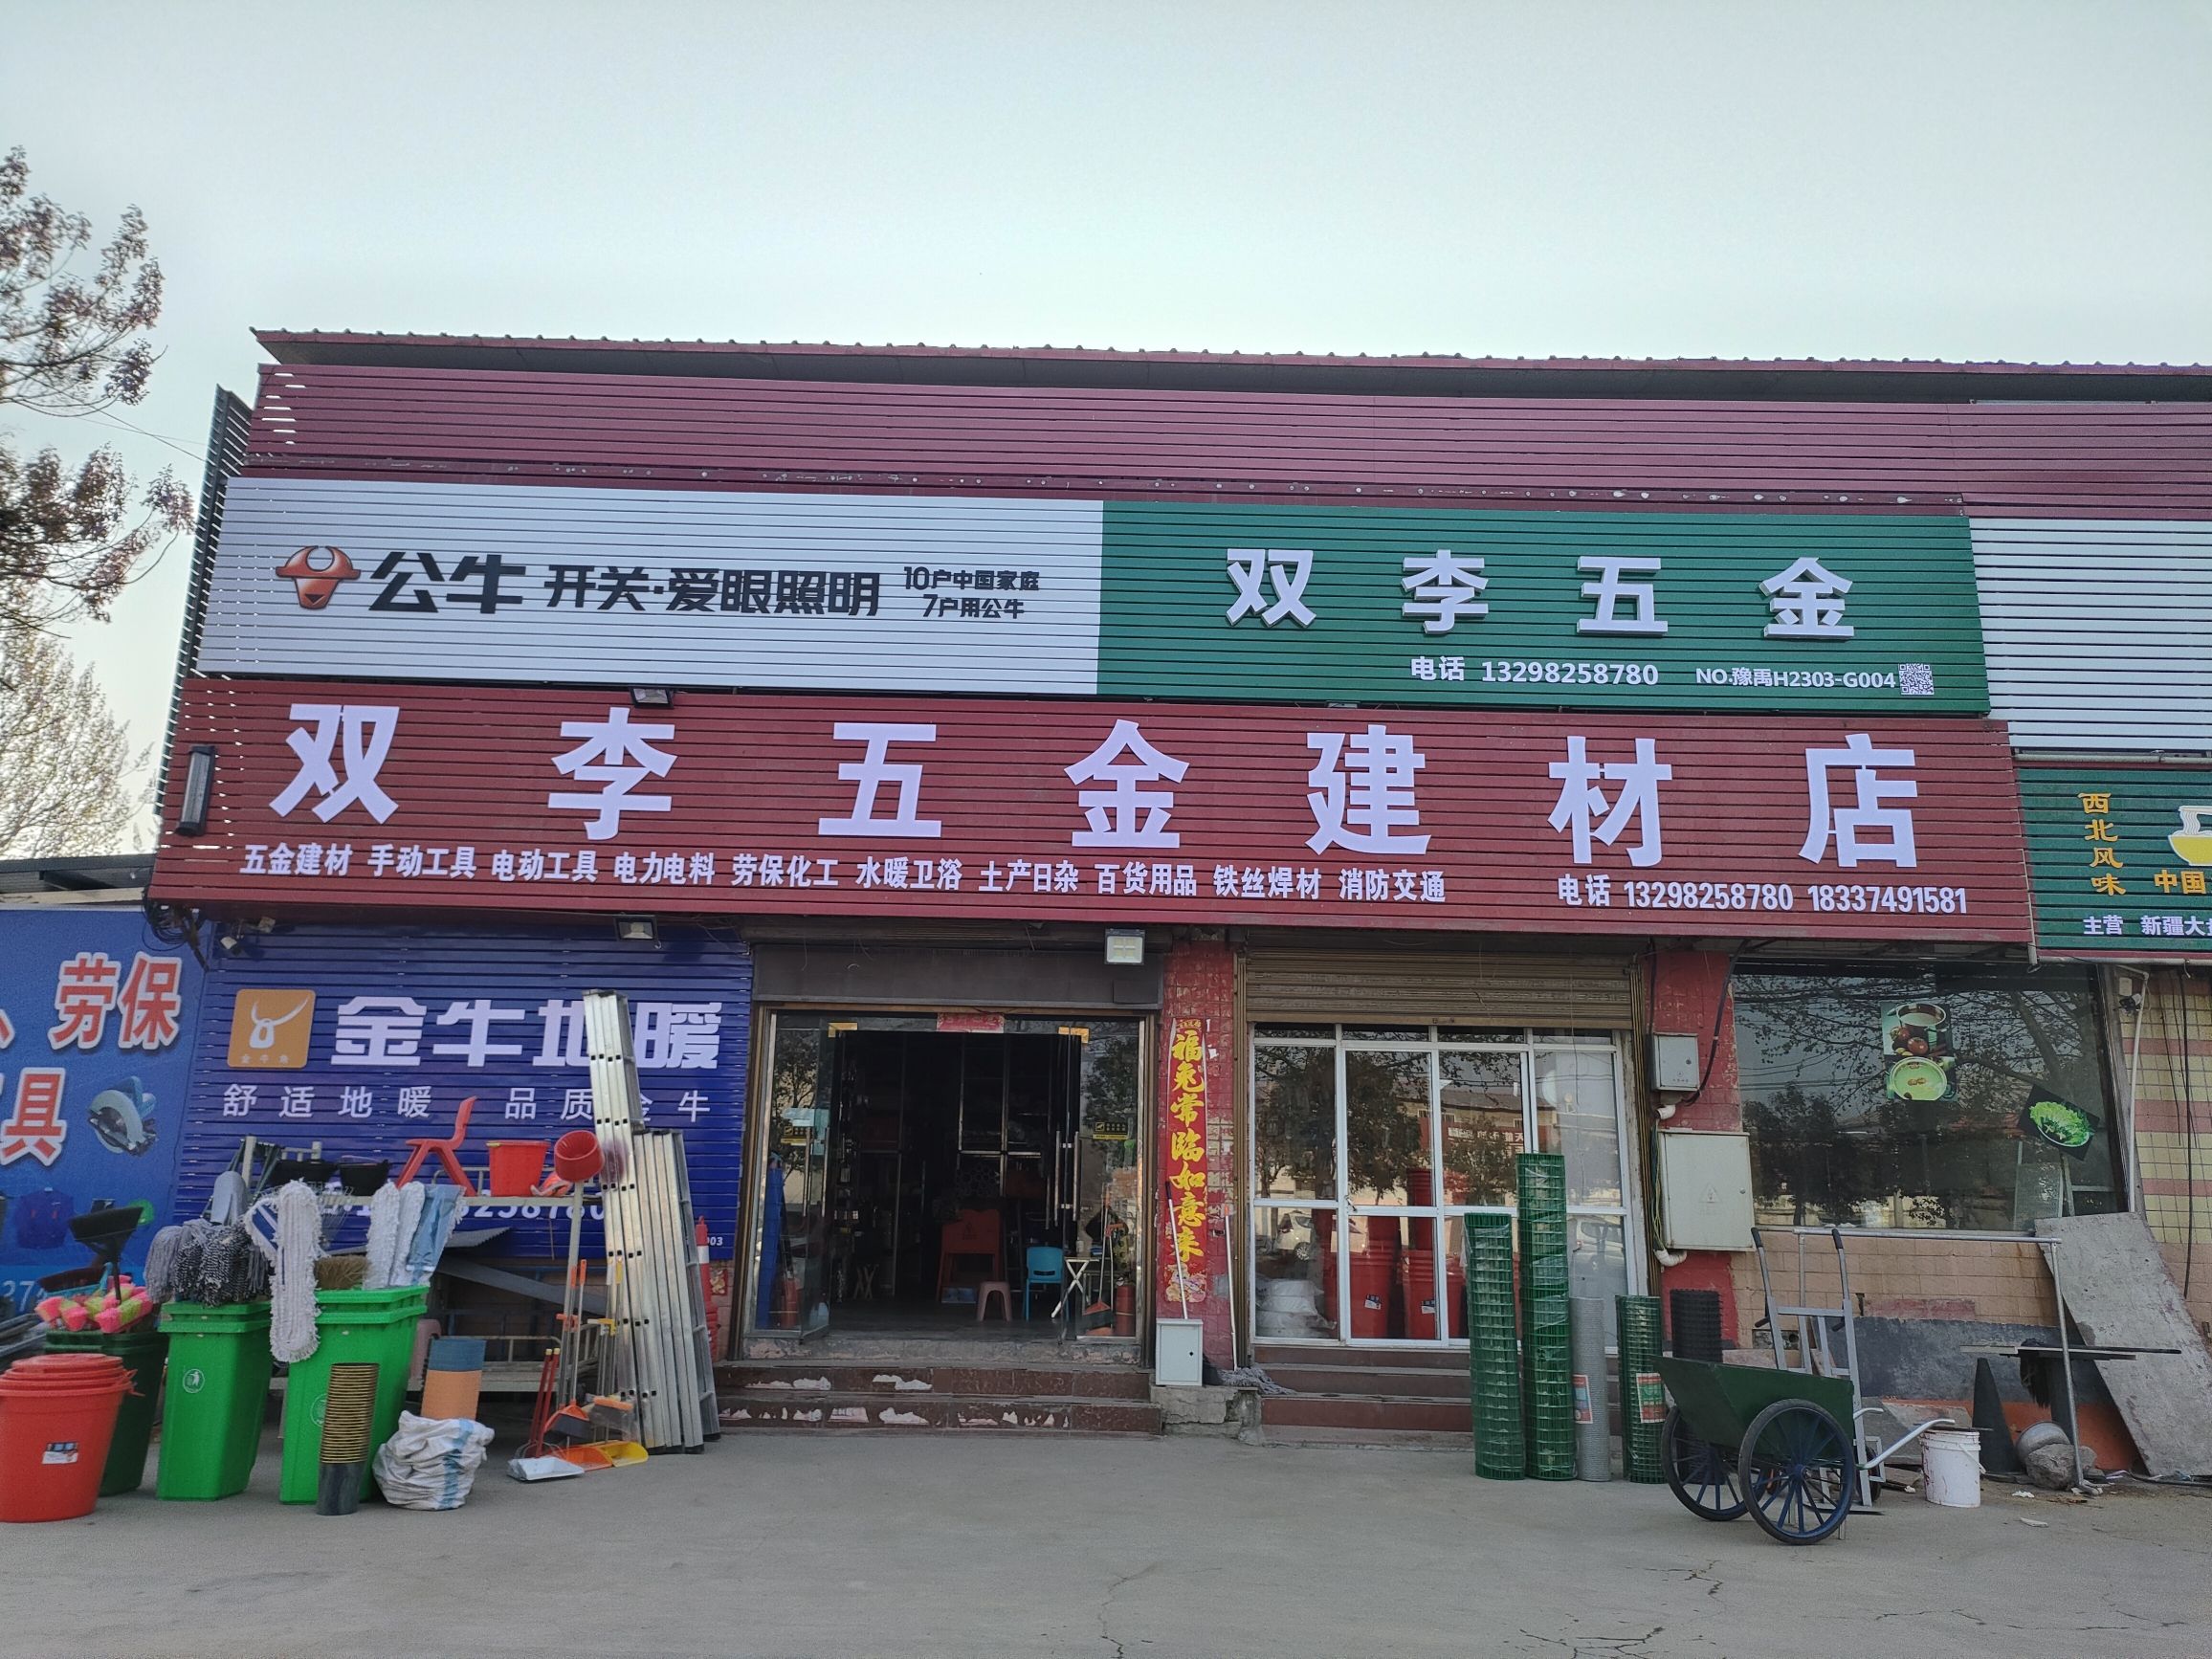 公牛 开关·爱眼照明
10户中国家庭
7户用公牛
双李五金
电话 13298258780 NO.豫禹H2303-G004
双李五金建材店
五金建材 手动工具 电动工具 电力电料 劳保化工 水暖卫浴 土产日杂 百货用品 铁丝焊材 消防交通 电话 13298258780 18337491581
西北风味
中国
主营 新疆大
劳保
具
金牛地暖
舒适地暖 品质金牛
福兔常临如意来